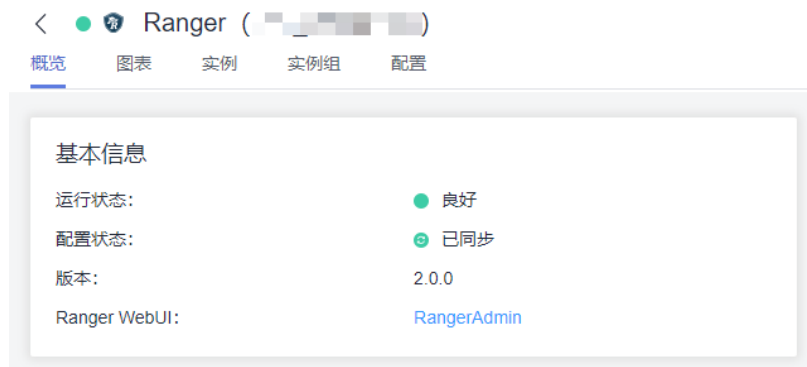 Ranger ( )
概览 图表 实例 实例组 配置
基本信息
运行状态： 良好
配置状态： 已同步
版本： 2.0.0
Ranger WebUI： RangerAdmin